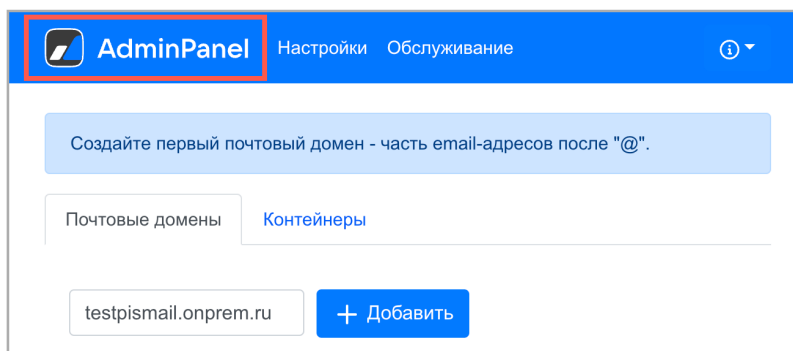 AdminPanel Настройки Обслуживание
Создайте первый почтовый домен - часть email-адресов после "@".
Почтовые домены Контейнеры
testpismail.onprem.ru + Добавить